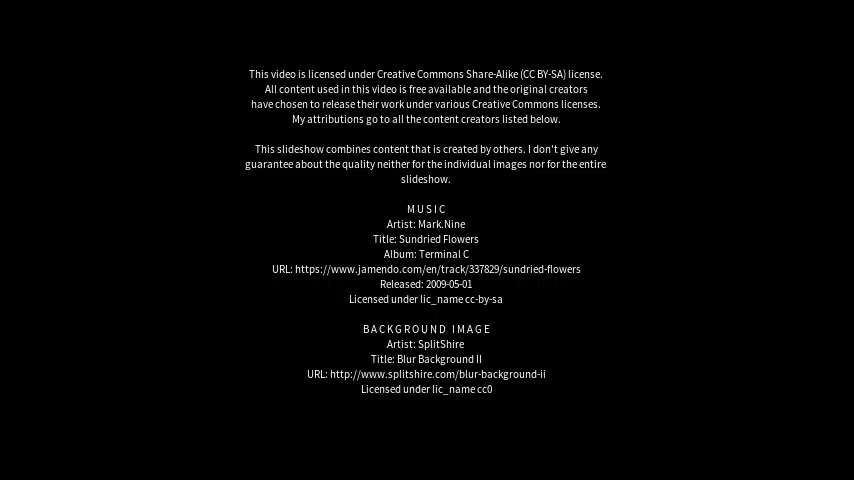 This video is licensed under Creative Commons Share-Alike (CC BY-SA) license.
All content used in this video is free available and the original creators
have chosen to release their work under various Creative Commons licenses.
My attributions go to all the content creators listed below.
This slideshow combines content that is created by others. I don't give any
guarantee about the quality neither for the individual images nor for the entire
slideshow.
MUSIC
Artist: Mark.Nine
Title: Sundried Flowers
Album: Terminal C
URL: https://www.jamendo.com/en/track/337829/sundried-flowers
Released: 2009-05-01
Licensed under lic_name cc-by-sa
BACKGROUND IMAGE
Artist: SplitShire
Title: Blur Background II
URL: http://www.splitshire.com/blur-background-ii
Licensed under lic_name cc0